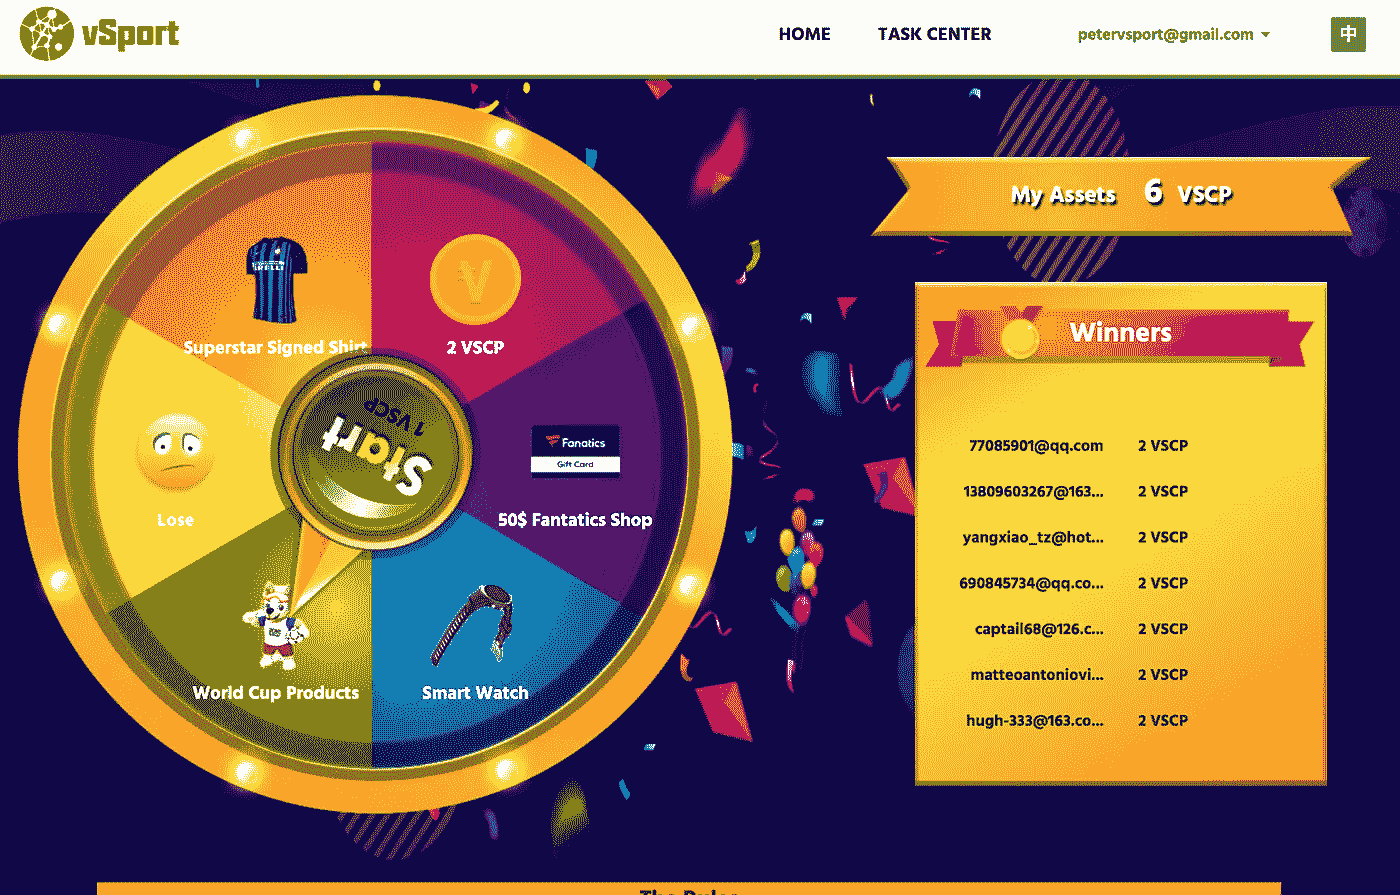 vSport
HOME
TASK CENTER
petervsport@gmail.com
中
My Assets 6 VSCP
Winners
77085901@qq.com 2 VSCP
13809603267@163... 2 VSCP
yangxiao_tz@hot... 2 VSCP
690845734@qq.co... 2 VSCP
captail68@126.c... 2 VSCP
matteoantoniovi... 2 VSCP
hugh-333@163.co... 2 VSCP
Superstar Signed Shirt
2 VSCP
Start
1 VSCP
Fanatics
Gift Card
Lose
50$ Fantatics Shop
World Cup Products
Smart Watch
The Rules